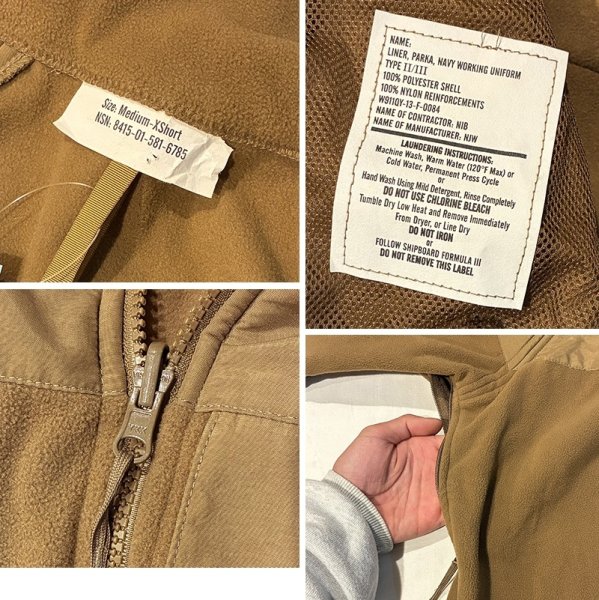 Size: Medium-XShort
NSN: 8415-01-581-6785
NAME:
LINER, PARKA, NAVY WORKING UNIFORM
TYPE II/III
100% POLYESTER SHELL
100% NYLON REINFORCEMENTS
W911QY-13-F-0084
NAME OF CONTRACTOR: NIB
NAME OF MANUFACTURER: NJW
LAUNDERING INSTRUCTIONS:
Machine Wash, Warm Water (120°F Max) or
Cold Water, Permanent Press Cycle
or
Hand Wash Using Mild Detergent, Rinse Completely
DO NOT USE CHLORINE BLEACH
Tumble Dry Low Heat and Remove Immediately
From Dryer, or Line Dry
DO NOT IRON
or
FOLLOW SHIPBOARD FORMULA III
DO NOT REMOVE THIS LABEL